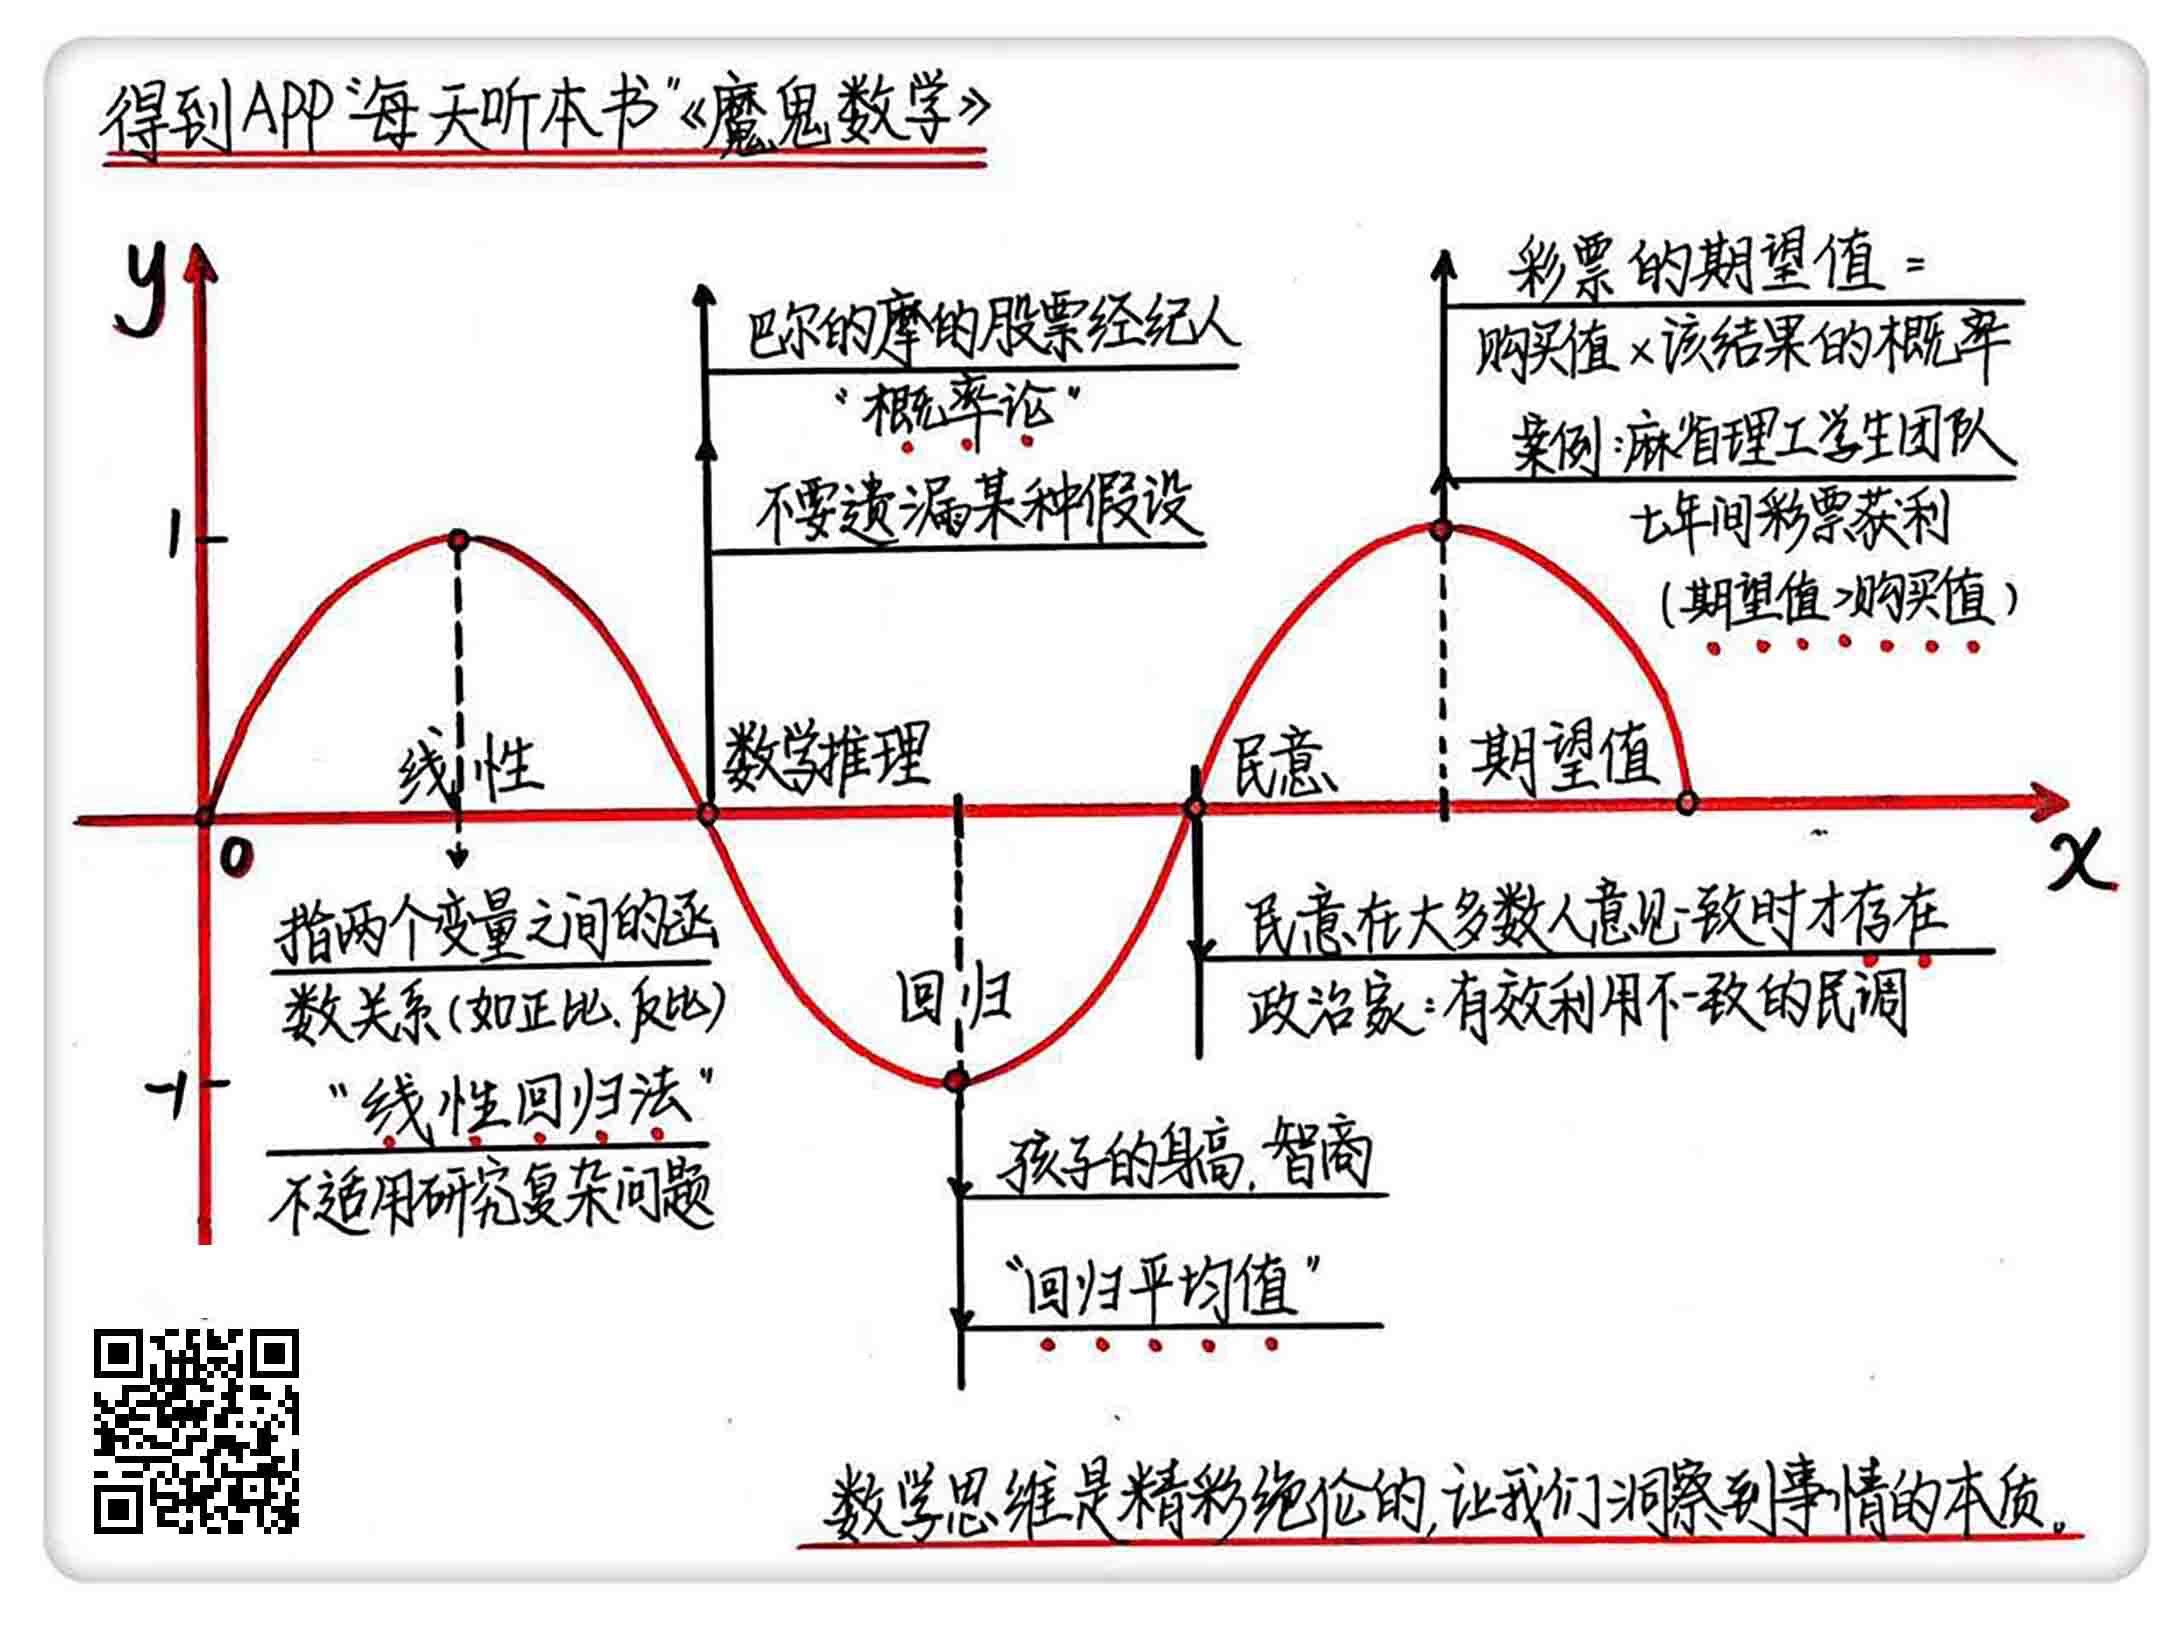 得到APP“每天听本书”《魔鬼数学》
y
彩票的期望值=
购买值×该结果的概率
案例:麻省理工学生团队
七年间彩票获利
(期望值>购买值)
巴尔的摩的股票经纪人
“概率论”
不要遗漏某种假设
1
线性
数学推理
民意
期望值
0
x
指两个变量之间的函
数关系(如正比、反比)
“线性回归法”
不适用研究复杂问题
-1
回归
民意在大多数人意见一致时才存在
政治家:有效利用不一致的民调
孩子的身高,智商
“回归平均值”
数学思维是精彩绝伦的,让我们洞察到事情的本质。